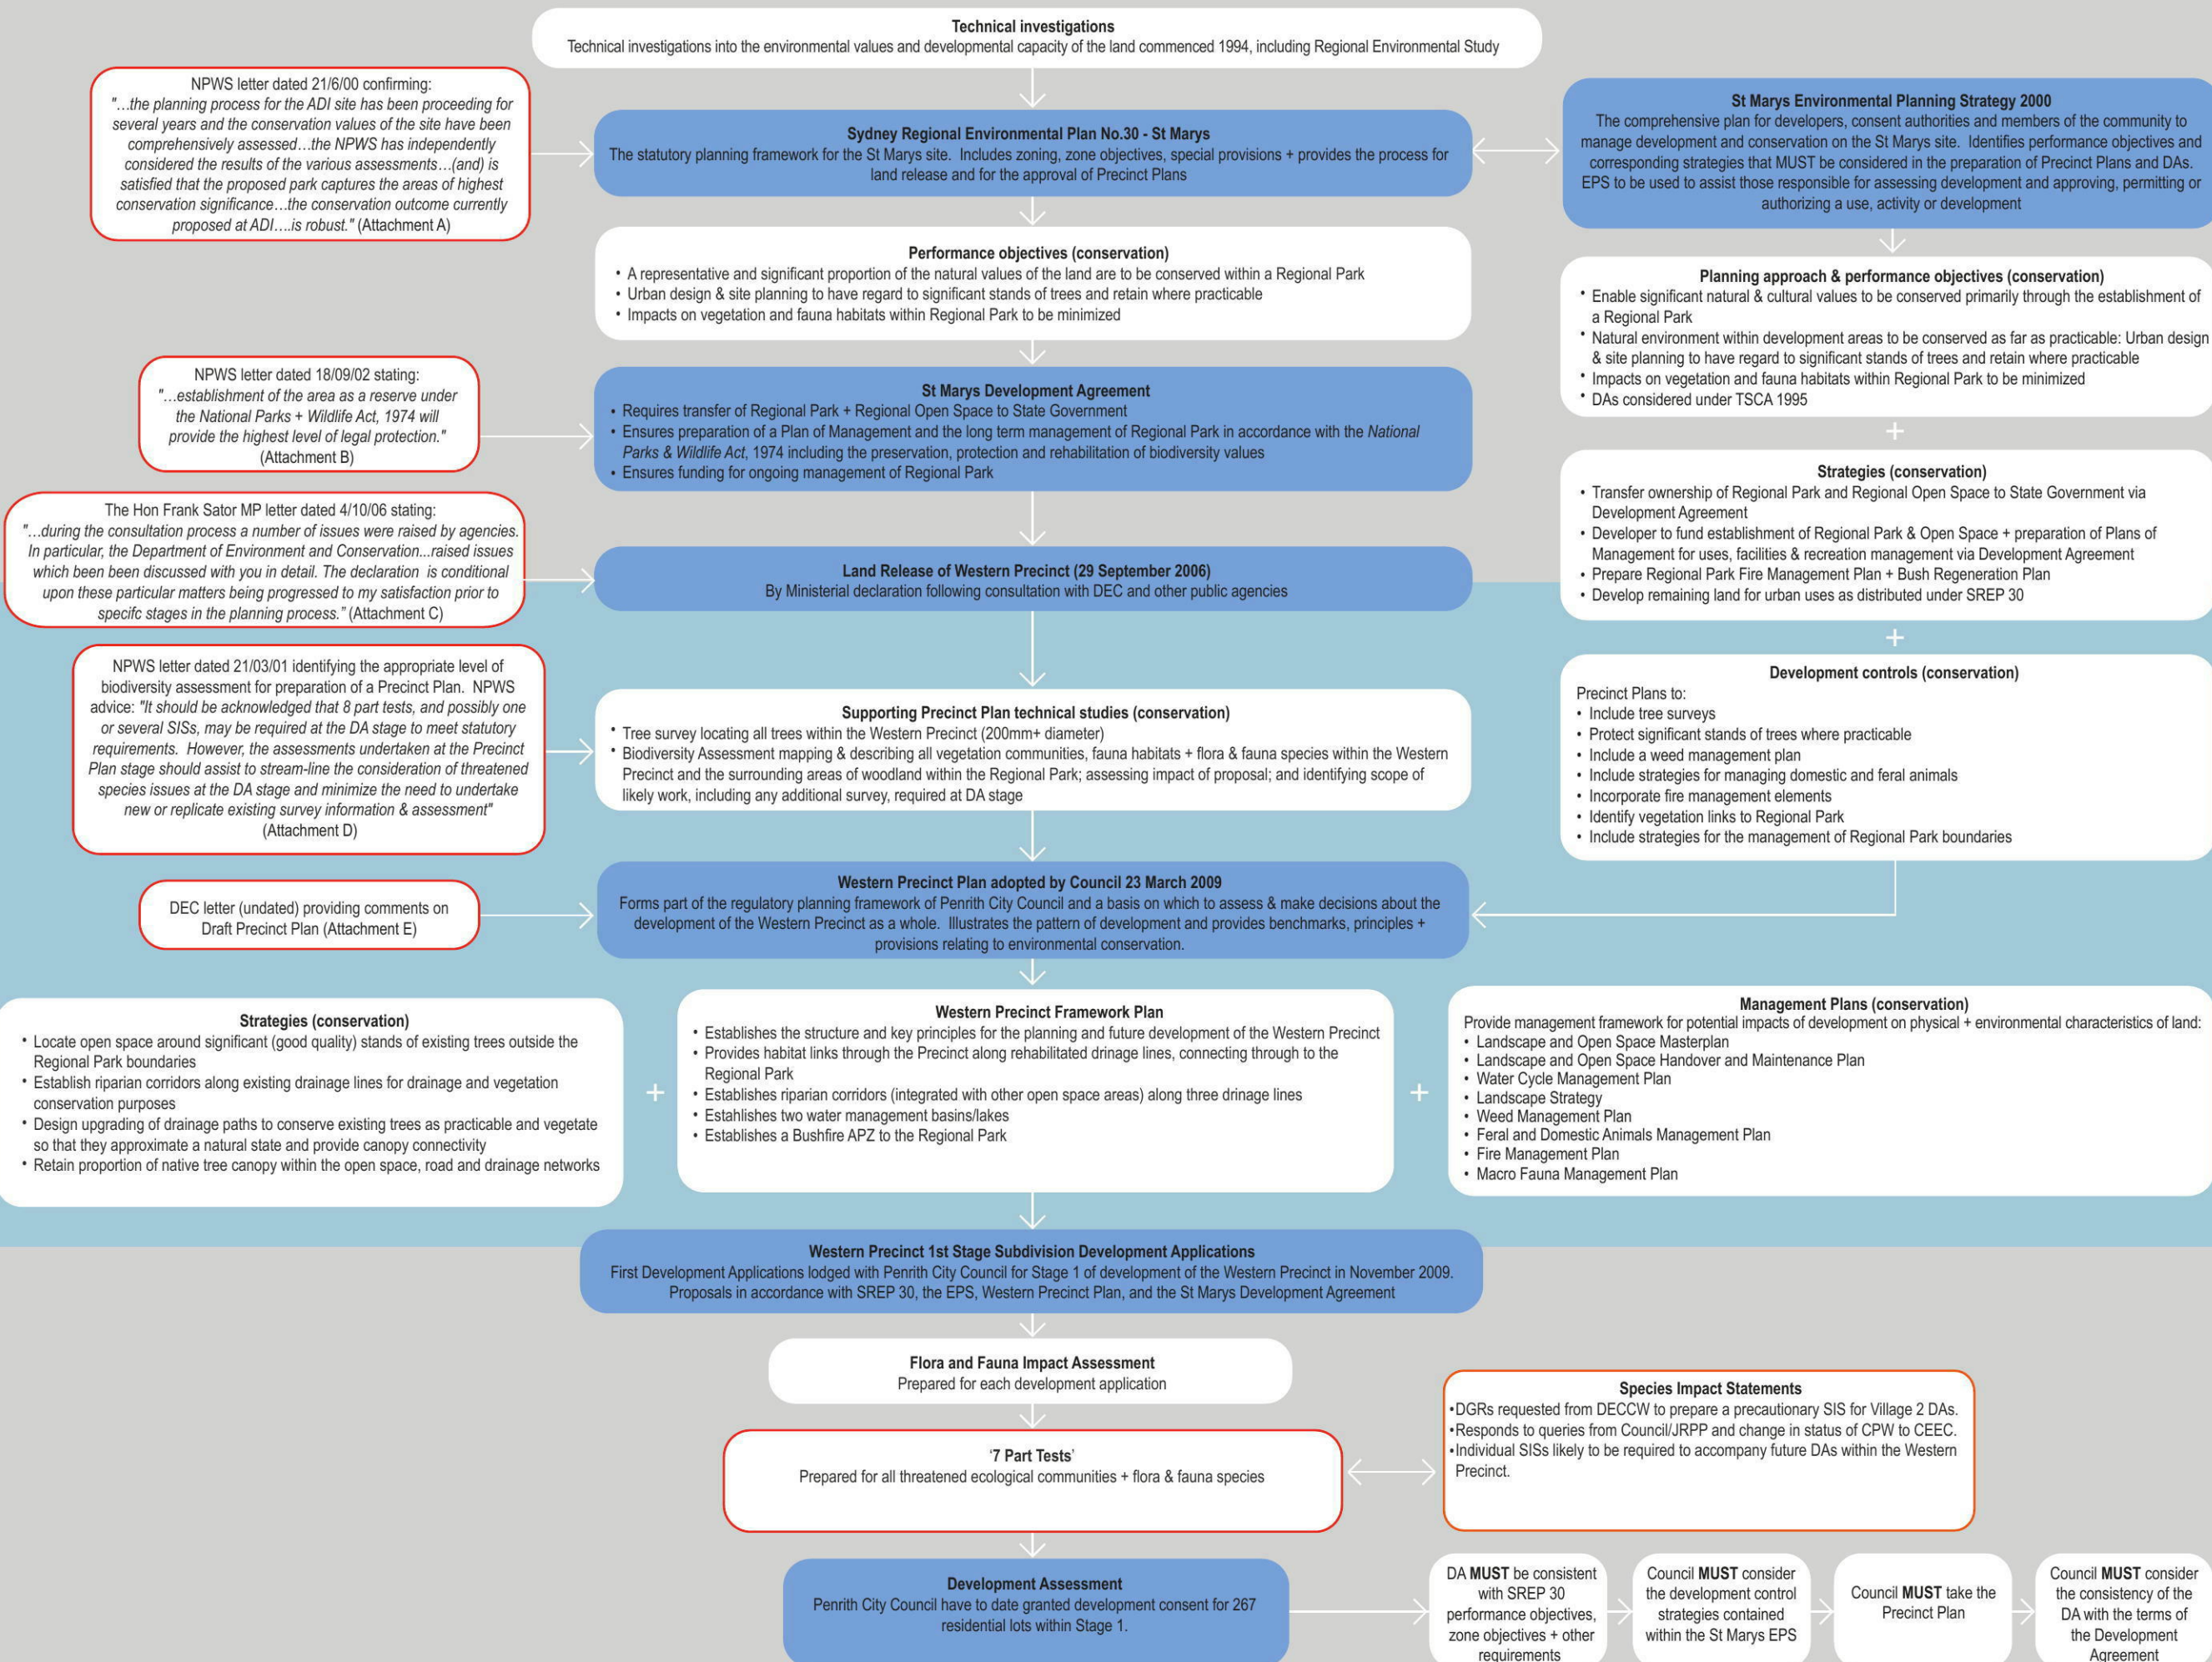 Technical investigations
Technical investigations into the environmental values and developmental capacity of the land commenced 1994, including Regional Environmental Study
NPWS letter dated 21/6/00 confirming:
"…the planning process for the ADI site has been proceeding for
several years and the conservation values of the site have been
comprehensively assessed…the NPWS has independently
considered the results of the various assessments…(and) is
satisfied that the proposed park captures the areas of highest
conservation significance…the conservation outcome currently
proposed at ADI….is robust." (Attachment A)
Sydney Regional Environmental Plan No.30 - St Marys
The statutory planning framework for the St Marys site. Includes zoning, zone objectives, special provisions + provides the process for
land release and for the approval of Precinct Plans
St Marys Environmental Planning Strategy 2000
The comprehensive plan for developers, consent authorities and members of the community to
manage development and conservation on the St Marys site. Identifies performance objectives and
corresponding strategies that MUST be considered in the preparation of Precinct Plans and DAs.
EPS to be used to assist those responsible for assessing development and approving, permitting or
authorizing a use, activity or development
Performance objectives (conservation)
• A representative and significant proportion of the natural values of the land are to be conserved within a Regional Park
• Urban design & site planning to have regard to significant stands of trees and retain where practicable
• Impacts on vegetation and fauna habitats within Regional Park to be minimized
Planning approach & performance objectives (conservation)
• Enable significant natural & cultural values to be conserved primarily through the establishment of
a Regional Park
• Natural environment within development areas to be conserved as far as practicable: Urban design
& site planning to have regard to significant stands of trees and retain where practicable
• Impacts on vegetation and fauna habitats within Regional Park to be minimized
• DAs considered under TSCA 1995
NPWS letter dated 18/09/02 stating:
"…establishment of the area as a reserve under
the National Parks + Wildlife Act, 1974 will
provide the highest level of legal protection."
(Attachment B)
St Marys Development Agreement
• Requires transfer of Regional Park + Regional Open Space to State Government
• Ensures preparation of a Plan of Management and the long term management of Regional Park in accordance with the National
Parks & Wildlife Act, 1974 including the preservation, protection and rehabilitation of biodiversity values
• Ensures funding for ongoing management of Regional Park
+
Strategies (conservation)
• Transfer ownership of Regional Park and Regional Open Space to State Government via
Development Agreement
• Developer to fund establishment of Regional Park & Open Space + preparation of Plans of
Management for uses, facilities & recreation management via Development Agreement
• Prepare Regional Park Fire Management Plan + Bush Regeneration Plan
• Develop remaining land for urban uses as distributed under SREP 30
The Hon Frank Sator MP letter dated 4/10/06 stating:
"…during the consultation process a number of issues were raised by agencies.
In particular, the Department of Environment and Conservation...raised issues
which been been discussed with you in detail. The declaration is conditional
upon these particular matters being progressed to my satisfaction prior to
specifc stages in the planning process." (Attachment C)
Land Release of Western Precinct (29 September 2006)
By Ministerial declaration following consultation with DEC and other public agencies
+
Development controls (conservation)
Precinct Plans to:
• Include tree surveys
• Protect significant stands of trees where practicable
• Include a weed management plan
• Include strategies for managing domestic and feral animals
• Incorporate fire management elements
• Identify vegetation links to Regional Park
• Include strategies for the management of Regional Park boundaries
NPWS letter dated 21/03/01 identifying the appropriate level of
biodiversity assessment for preparation of a Precinct Plan. NPWS
advice: "It should be acknowledged that 8 part tests, and possibly one
or several SISs, may be required at the DA stage to meet statutory
requirements. However, the assessments undertaken at the Precinct
Plan stage should assist to stream-line the consideration of threatened
species issues at the DA stage and minimize the need to undertake
new or replicate existing survey information & assessment"
(Attachment D)
Supporting Precinct Plan technical studies (conservation)
• Tree survey locating all trees within the Western Precinct (200mm+ diameter)
• Biodiversity Assessment mapping & describing all vegetation communities, fauna habitats + flora & fauna species within the Western
Precinct and the surrounding areas of woodland within the Regional Park; assessing impact of proposal; and identifying scope of
likely work, including any additional survey, required at DA stage
DEC letter (undated) providing comments on
Draft Precinct Plan (Attachment E)
Western Precinct Plan adopted by Council 23 March 2009
Forms part of the regulatory planning framework of Penrith City Council and a basis on which to assess & make decisions about the
development of the Western Precinct as a whole. Illustrates the pattern of development and provides benchmarks, principles +
provisions relating to environmental conservation.
Strategies (conservation)
• Locate open space around significant (good quality) stands of existing trees outside the
Regional Park boundaries
• Establish riparian corridors along existing drainage lines for drainage and vegetation
conservation purposes
• Design upgrading of drainage paths to conserve existing trees as practicable and vegetate
so that they approximate a natural state and provide canopy connectivity
• Retain proportion of native tree canopy within the open space, road and drainage networks
+
Western Precinct Framework Plan
• Establishes the structure and key principles for the planning and future development of the Western Precinct
• Provides habitat links through the Precinct along rehabilitated drinage lines, connecting through to the
Regional Park
• Establishes riparian corridors (integrated with other open space areas) along three drinage lines
• Establishes two water management basins/lakes
• Establishes a Bushfire APZ to the Regional Park
+
Management Plans (conservation)
Provide management framework for potential impacts of development on physical + environmental characteristics of land:
• Landscape and Open Space Masterplan
• Landscape and Open Space Handover and Maintenance Plan
• Water Cycle Management Plan
• Landscape Strategy
• Weed Management Plan
• Feral and Domestic Animals Management Plan
• Fire Management Plan
• Macro Fauna Management Plan
Western Precinct 1st Stage Subdivision Development Applications
First Development Applications lodged with Penrith City Council for Stage 1 of development of the Western Precinct in November 2009.
Proposals in accordance with SREP 30, the EPS, Western Precinct Plan, and the St Marys Development Agreement
Flora and Fauna Impact Assessment
Prepared for each development application
'7 Part Tests'
Prepared for all threatened ecological communities + flora & fauna species
Species Impact Statements
•DGRs requested from DECCW to prepare a precautionary SIS for Village 2 DAs.
•Responds to queries from Council/JRPP and change in status of CPW to CEEC.
•Individual SISs likely to be required to accompany future DAs within the Western
Precinct.
Development Assessment
Penrith City Council have to date granted development consent for 267
residential lots within Stage 1.
DA MUST be consistent
with SREP 30
performance objectives,
zone objectives + other
requirements
Council MUST consider
the development control
strategies contained
within the St Marys EPS
Council MUST take the
Precinct Plan
Council MUST consider
the consistency of the
DA with the terms of
the Development
Agreement